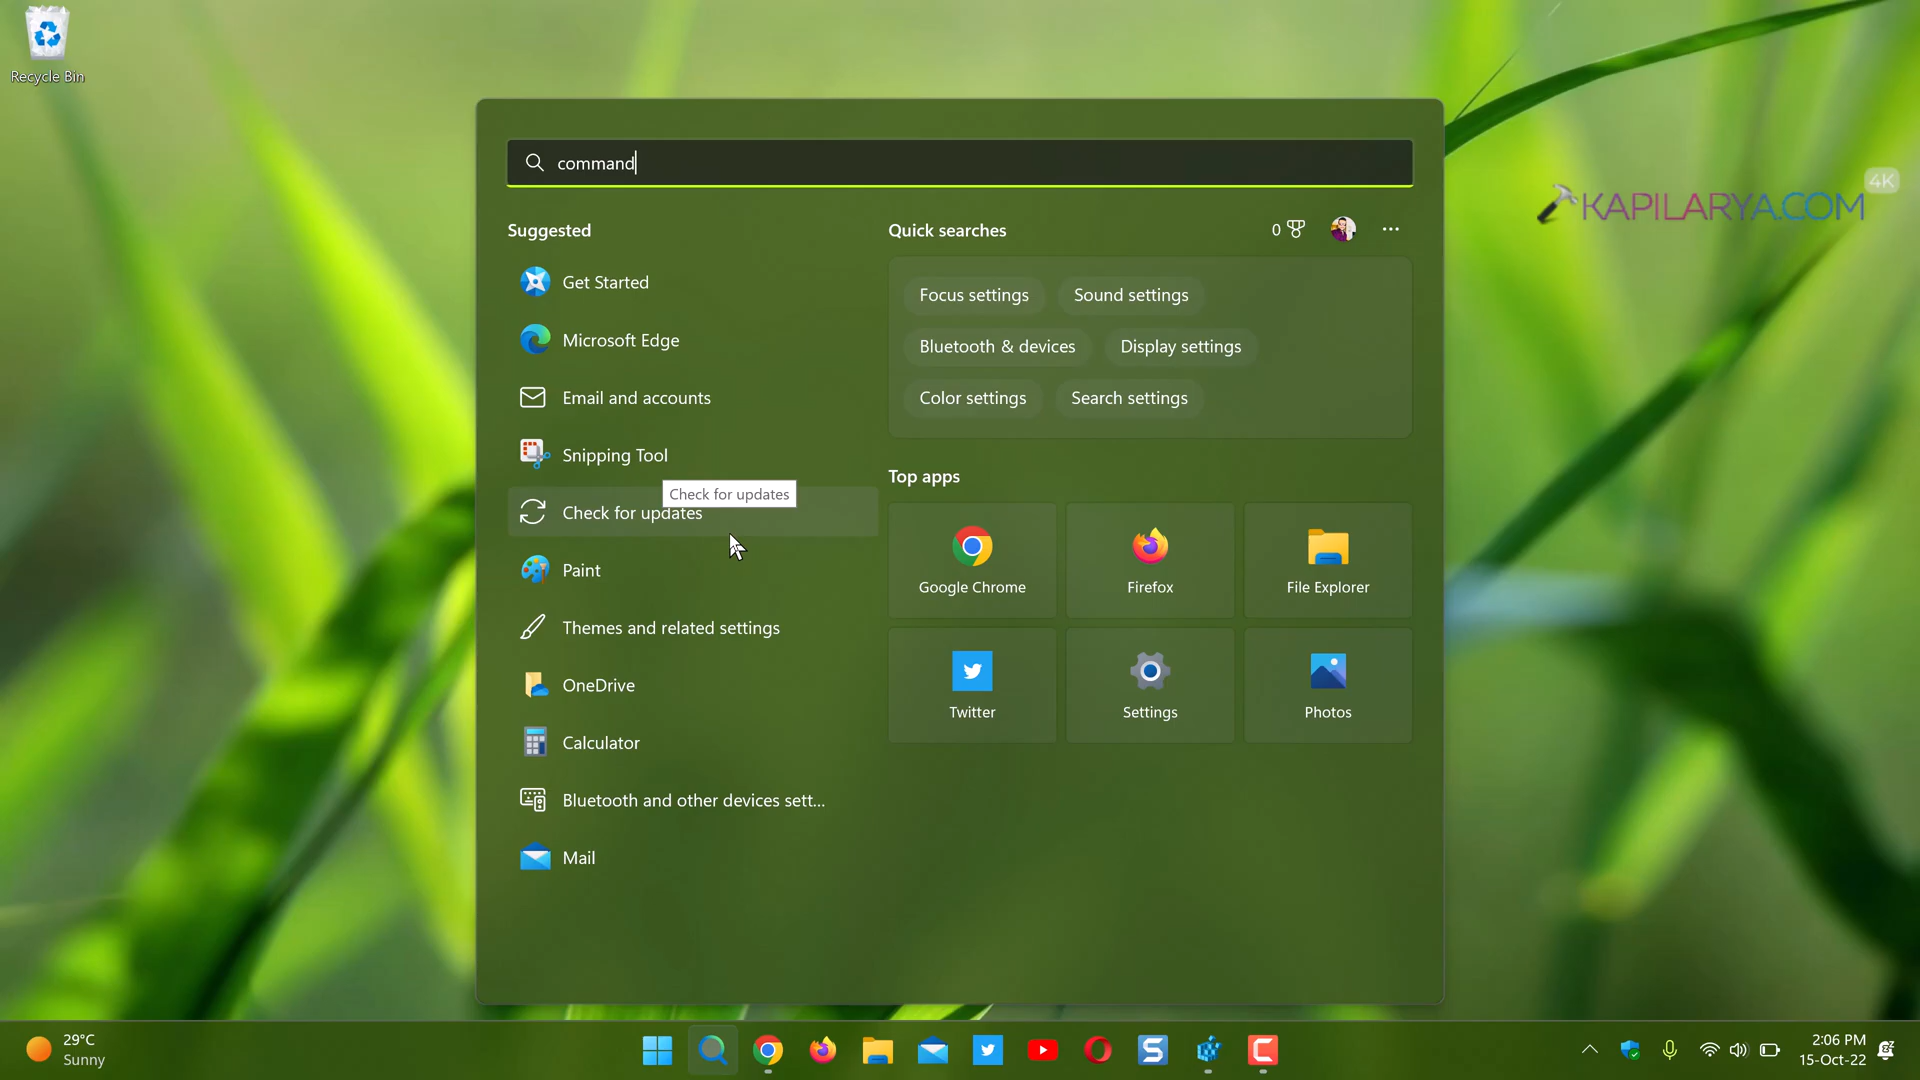 Recycle Bin
command
KAPILARYA.COM
4K
Suggested
Get Started
Microsoft Edge
Email and accounts
Snipping Tool
Check for updates
Check for updates
Paint
Themes and related settings
OneDrive
Calculator
Bluetooth and other devices sett...
Mail
Quick searches
0
Focus settings
Sound settings
Bluetooth & devices
Display settings
Color settings
Search settings
Top apps
Google Chrome
Firefox
File Explorer
Twitter
Settings
Photos
29°C
Sunny
2:06 PM
15-Oct-22